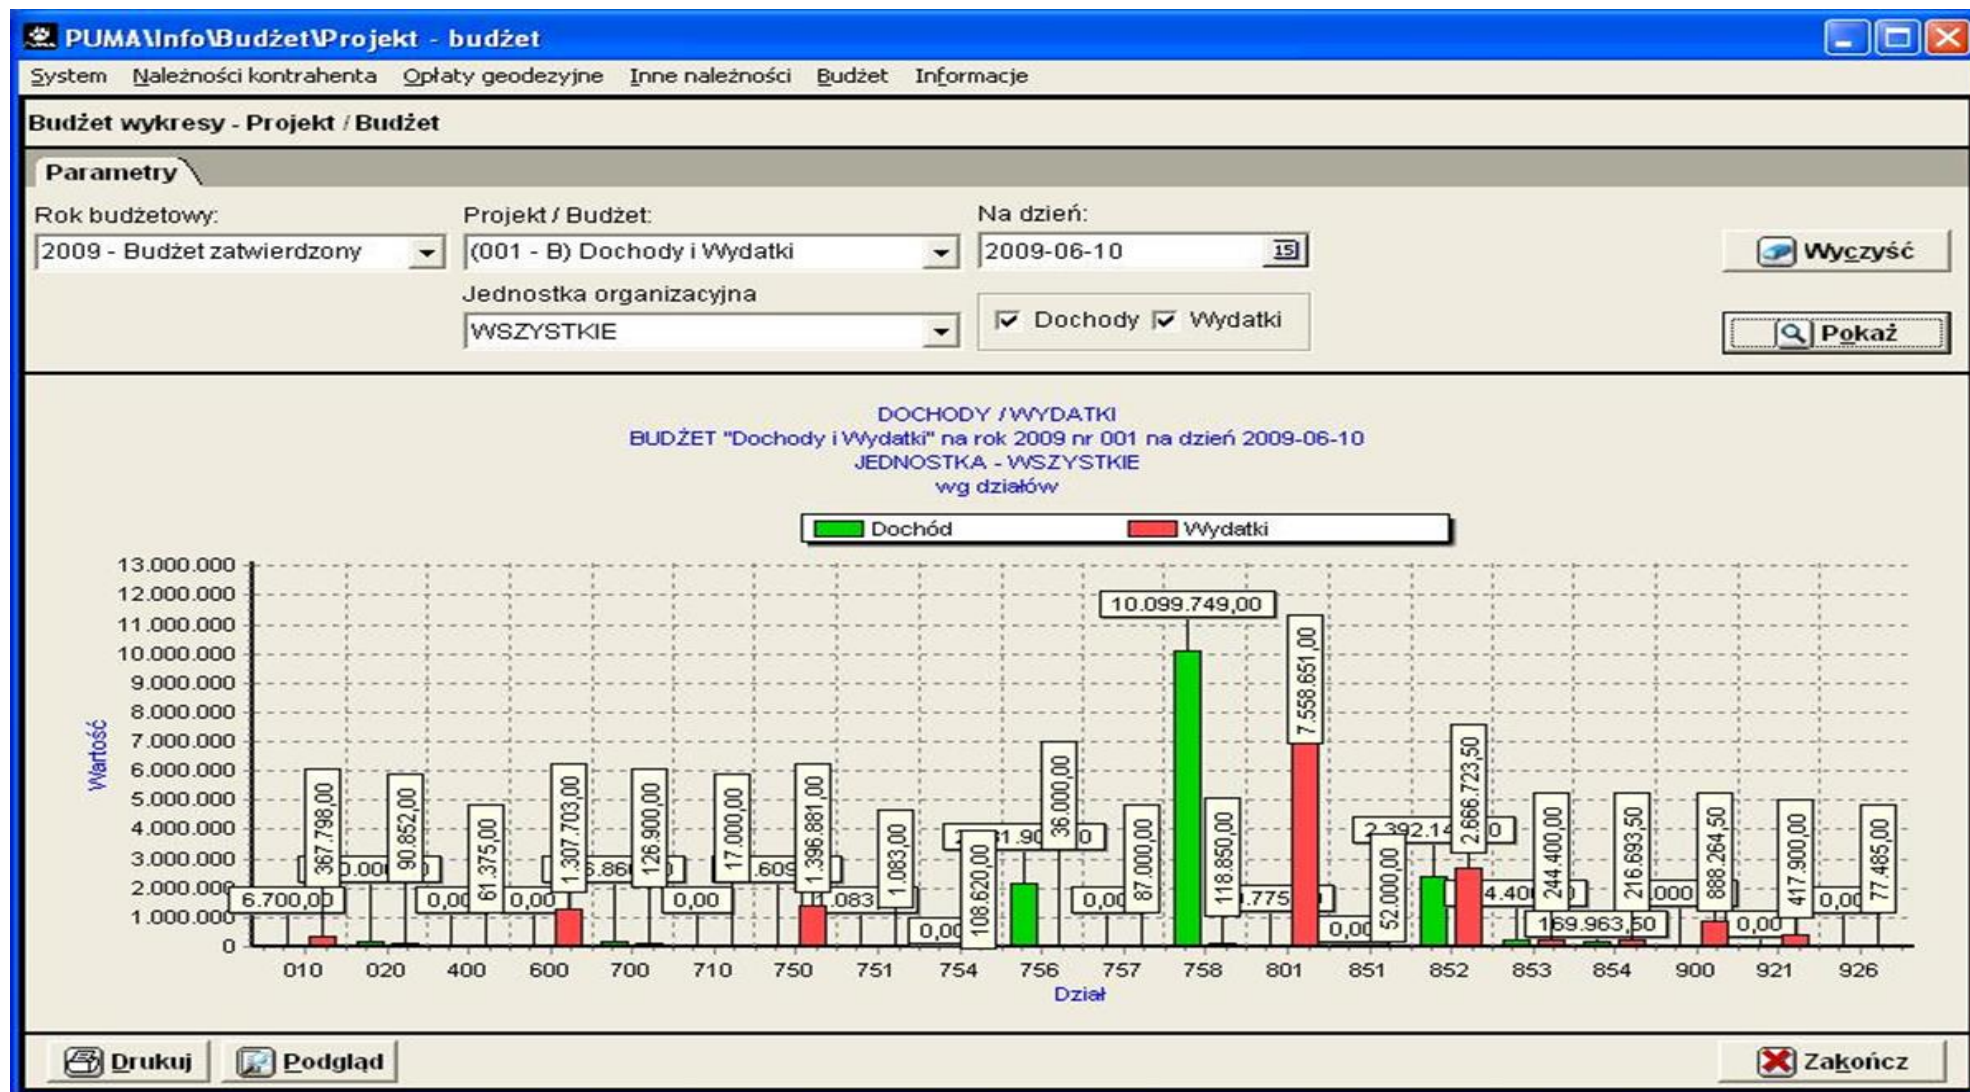 PUMA\Info\Budżet\Projekt - budżet
System Należności kontrahenta Opłaty geodezyjne Inne należności Budżet Informacje
Budżet wykresy - Projekt / Budżet
Parametry
Rok budżetowy: Projekt / Budżet: Na dzień:
2009 - Budżet zatwierdzony (001 - B) Dochody i Wydatki 2009-06-10 15 Wyczyść
Jednostka organizacyjna
WSZYSTKIE Dochody Wydatki Pokaż
DOCHODY / WYDATKI
BUDŻET "Dochody i Wydatki" na rok 2009 nr 001 na dzień 2009-06-10
JEDNOSTKA - WSZYSTKIE
wg działów
Dochód Wydatki
Wartość
13.000.000
12.000.000
11.000.000
10.000.000
9.000.000
8.000.000
7.000.000
6.000.000
5.000.000
4.000.000
3.000.000
2.000.000
1.000.000
0
6.700,00
367.798,00
90.852,00
61.375,00
0,00
1.307.703,00
126.900,00
0,00
17.000,00
1.396.881,00
1.083,00
108.620,00
36.000,00
87.000,00
10.099.749,00
118.850,00
7.558.651,00
52.000,00
2.666.723,50
244.400,00
169.963,50
216.693,50
888.264,50
0,00
417.900,00
77.485,00
010 020 400 600 700 710 750 751 754 756 757 758 801 851 852 853 854 900 921 926
Dział
Drukuj Podgląd Zakończ